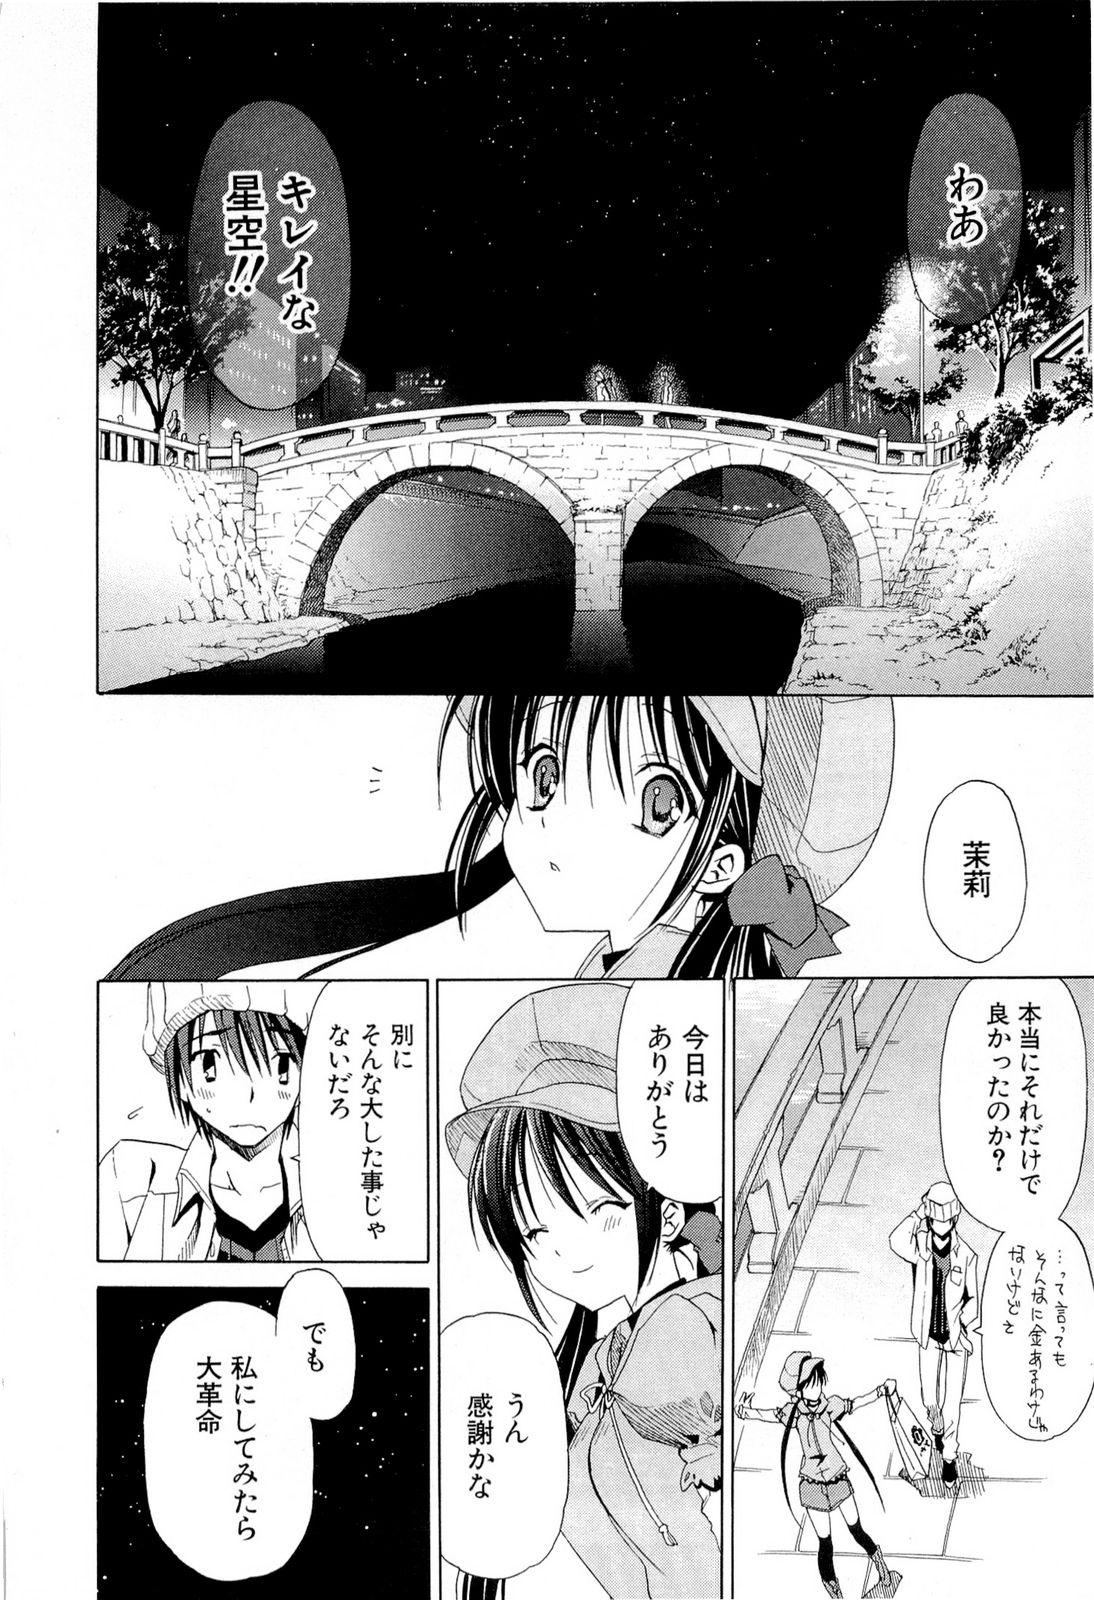 わあ
キレイな
星空!!
茉莉
本当にそれだけで
良かったのか?
…って言っても
そんなに金あるわけじゃ
ないけどさ
今日は
ありがとう
うん
感謝かな
別に
そんな大した事じゃ
ないだろ
でも
私にしてみたら
大革命